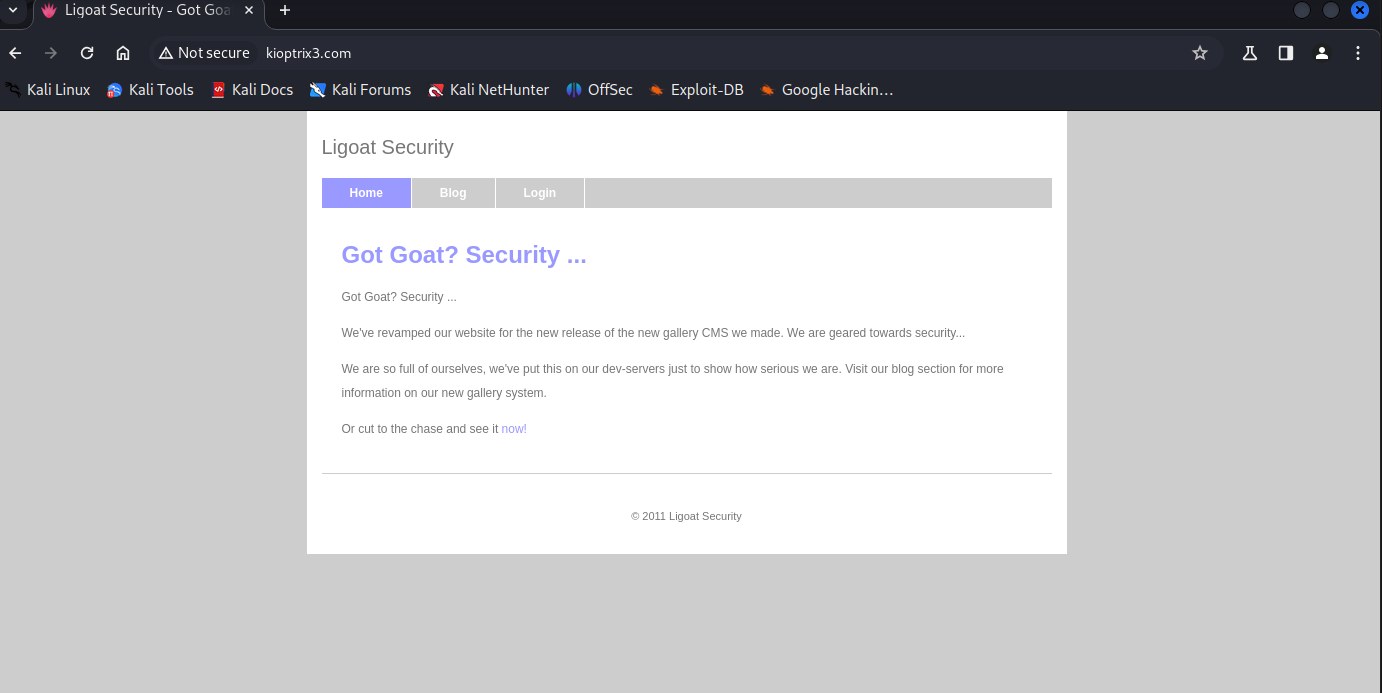 Ligoat Security - Got Goa
Not secure kioptrix3.com
Kali Linux Kali Tools Kali Docs Kali Forums Kali NetHunter OffSec Exploit-DB Google Hackin…
Ligoat Security
Home Blog Login
Got Goat? Security ...
Got Goat? Security ...
We've revamped our website for the new release of the new gallery CMS we made. We are geared towards security...
We are so full of ourselves, we've put this on our dev-servers just to show how serious we are. Visit our blog section for more
information on our new gallery system.
Or cut to the chase and see it now!
© 2011 Ligoat Security